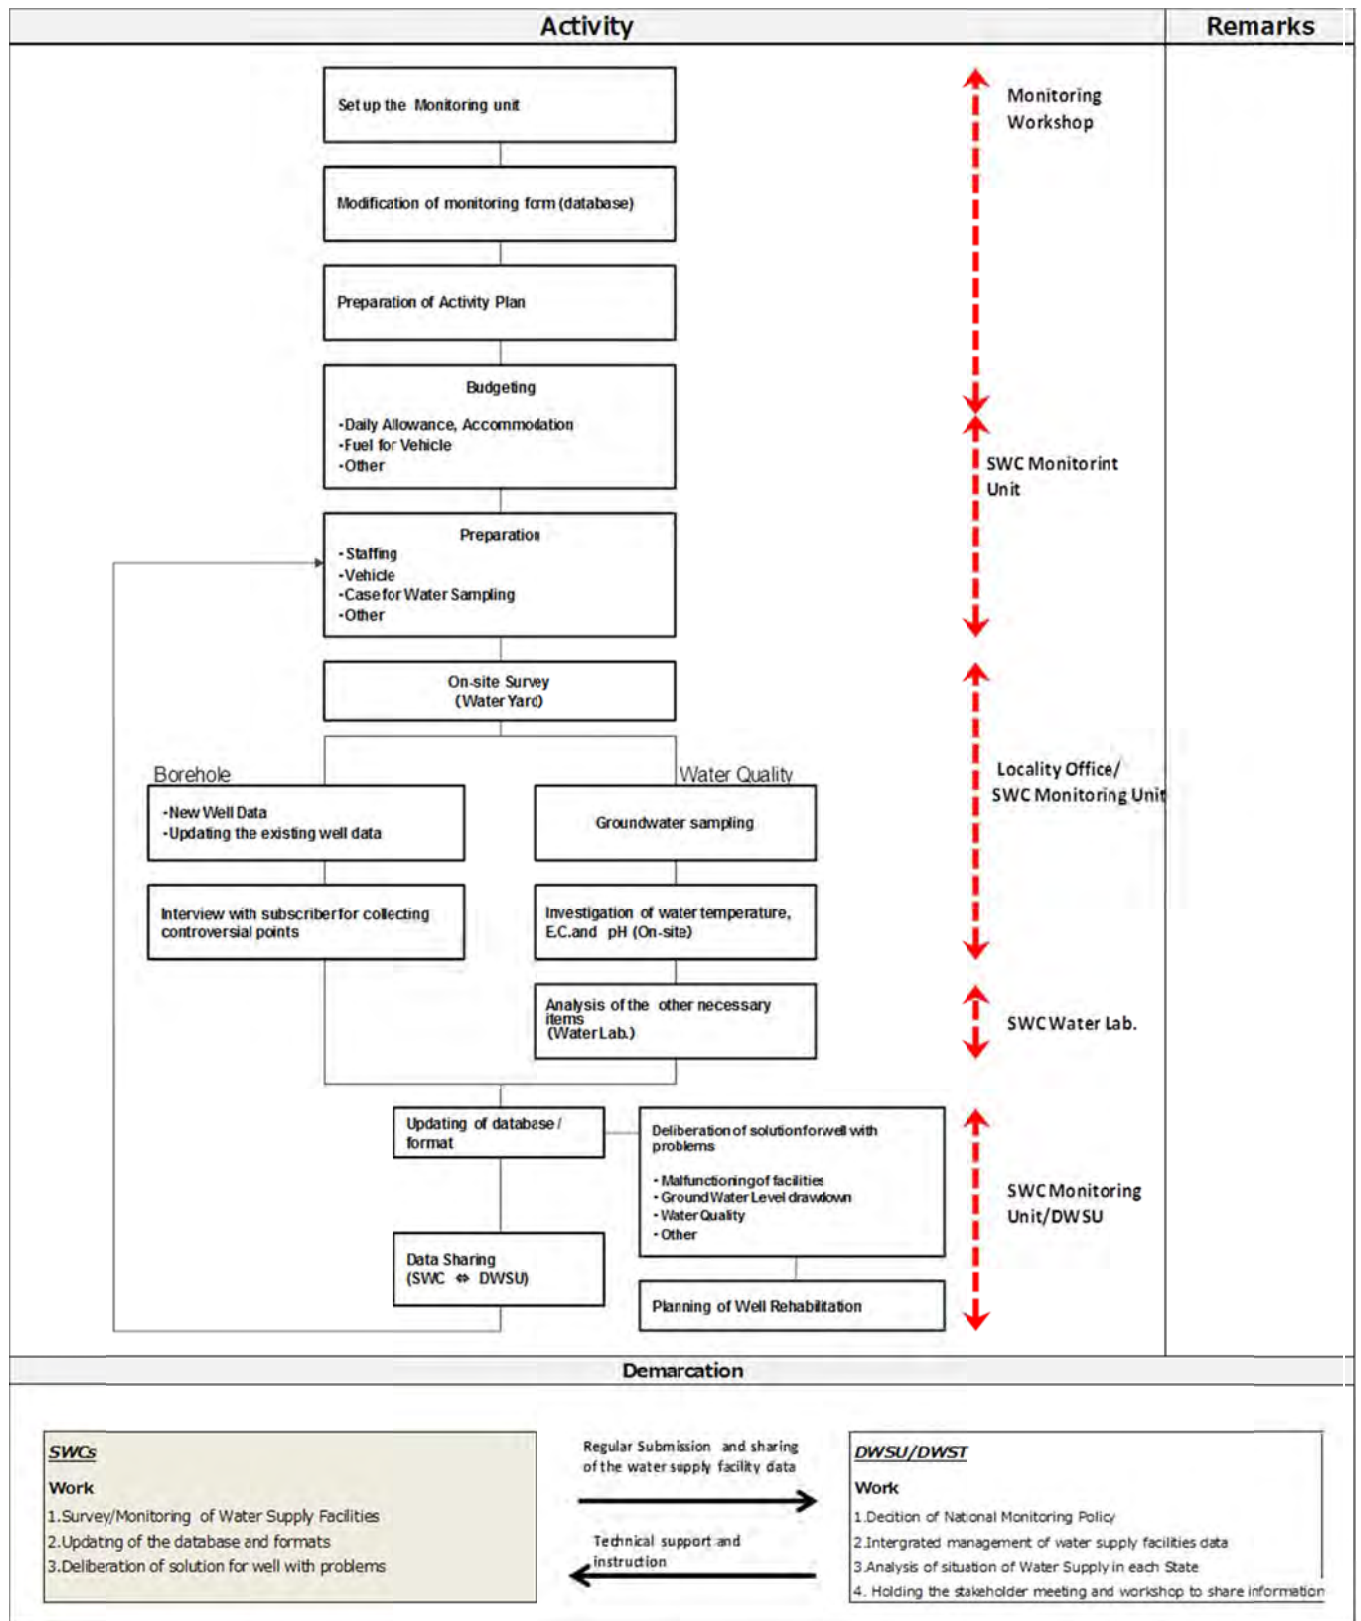 Activity
Remarks
Set up the Monitoring unit
Monitoring
Workshop
Modification of monitoring form (database)
Preparation of Activity Plan
Budgeting
-Daily Allowance, Accommodation
-Fuel for Vehicle
-Other
SWC Monitorint
Unit
Preparation
-Staffing
-Vehicle
-Case for Water Sampling
-Other
On-site Survey
(Water Yard)
Locality Office/
SWC Monitoring Unit
Borehole
Water Quality
-New Well Data
-Updating the existing well data
Groundwater sampling
Interview with subscriber for collecting
controversial points
Investigation of water temperature,
E.C.and pH (On-site)
Analysis of the other necessary
items
(Water Lab.)
SWC Water Lab.
Updating of database /
format
Deliberation of solution for well with
problems
-Malfunctioning of facilities
-Ground Water Level drawdown
-Water Quality
-Other
SWC Monitoring
Unit/DWSU
Data Sharing
(SWC ⇔ DWSU)
Planning of Well Rehabilitation
Demarcation
SWCs
Work
1.Survey/Monitoring of Water Supply Facilities
2.Updatng of the database and formats
3.Deliberation of solution for well with problems
Regular Submission and sharing
of the water supply facility data
Technical support and
instruction
DWSU/DWST
Work
1.Decition of National Monitoring Policy
2.Intergrated management of water supply facilities data
3.Analysis of situation of Water Supply in each State
4. Holding the stakeholder meeting and workshop to share information